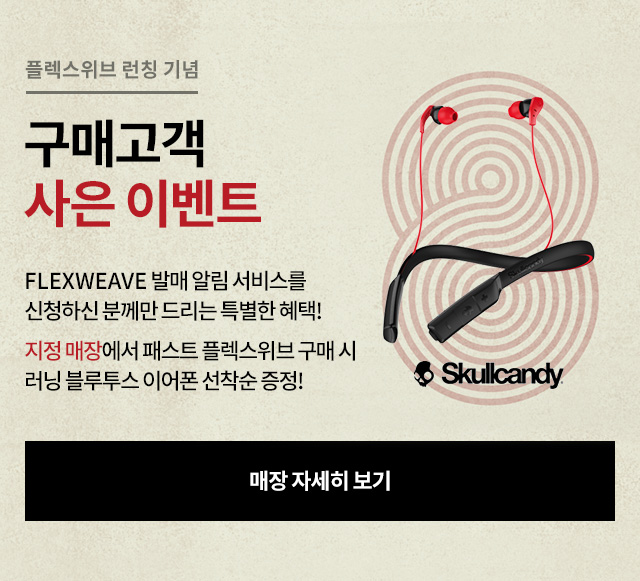 플렉스위브 런칭 기념
구매고객
사은 이벤트
FLEXWEAVE 발매 알림 서비스를
신청하신 분께만 드리는 특별한 혜택!
지정 매장에서 패스트 플렉스위브 구매 시
러닝 블루투스 이어폰 선착순 증정!
Skullcandy
Skullcandy
매장 자세히 보기